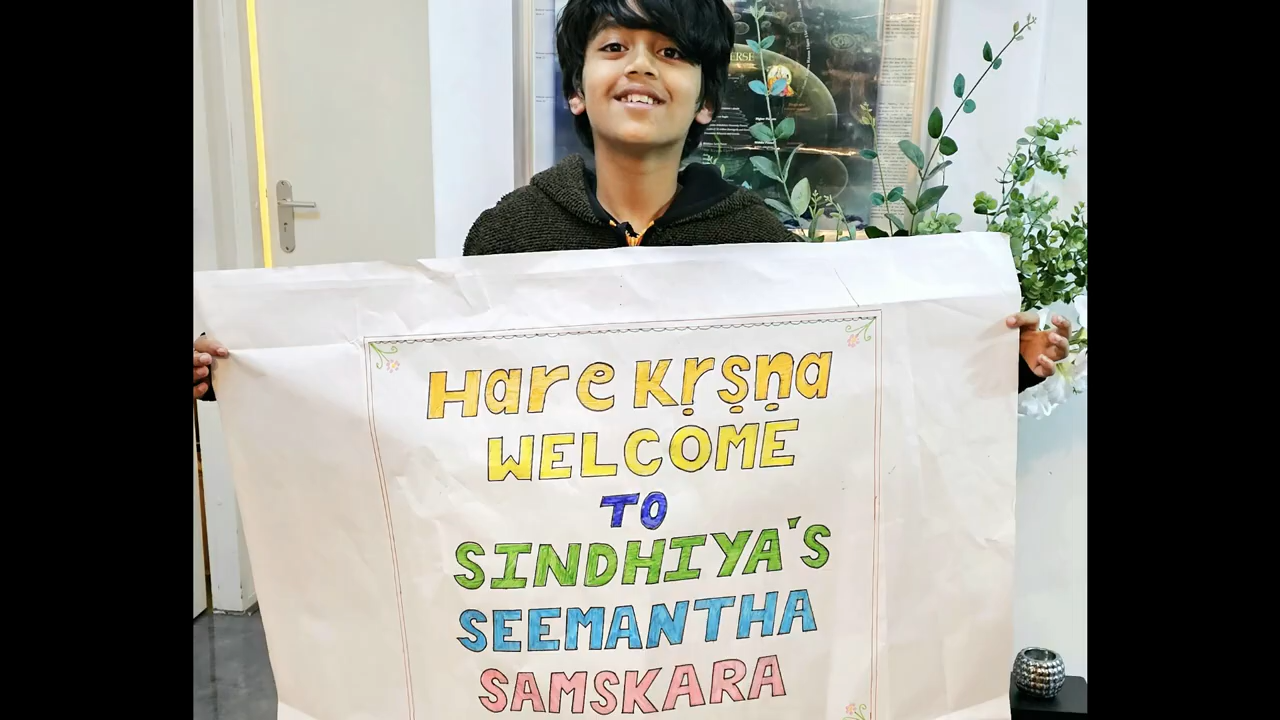 Hare Kṛṣṇa
WELCOME
TO
SINDHIYA'S
SEEMANTHA
SAMSKARA